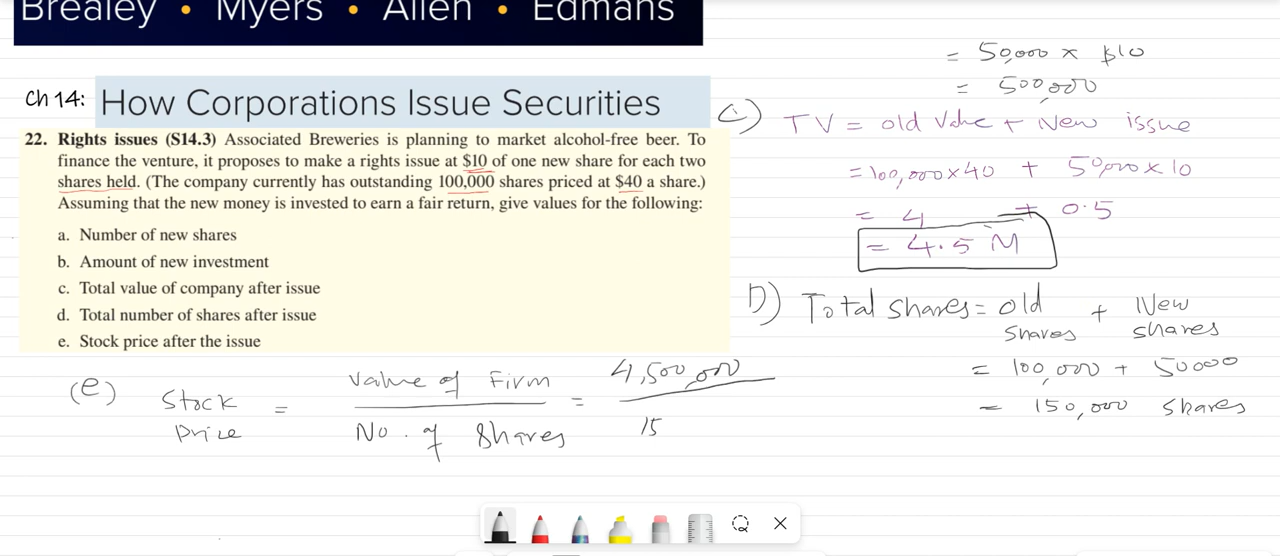 Brealey • Myers • Allen • Edmans
Ch 14: How Corporations Issue Securities
22. Rights issues (S14.3) Associated Breweries is planning to market alcohol-free beer. To
finance the venture, it proposes to make a rights issue at $10 of one new share for each two
shares held. (The company currently has outstanding 100,000 shares priced at $40 a share.)
Assuming that the new money is invested to earn a fair return, give values for the following:
a. Number of new shares
b. Amount of new investment
c. Total value of company after issue
d. Total number of shares after issue
e. Stock price after the issue
= 50,000 x $10
= 500,000
C) TV = old Value + New issue
= 100,000 x 40 + 50,000 x 10
= 4 + 0.5
= 4.5 M
D) Total shares = old shares + New shares
= 100,000 + 50000
= 150,000 shares
(e) Stock Price = Value of Firm / No. of Shares = 4,500,000 / 15